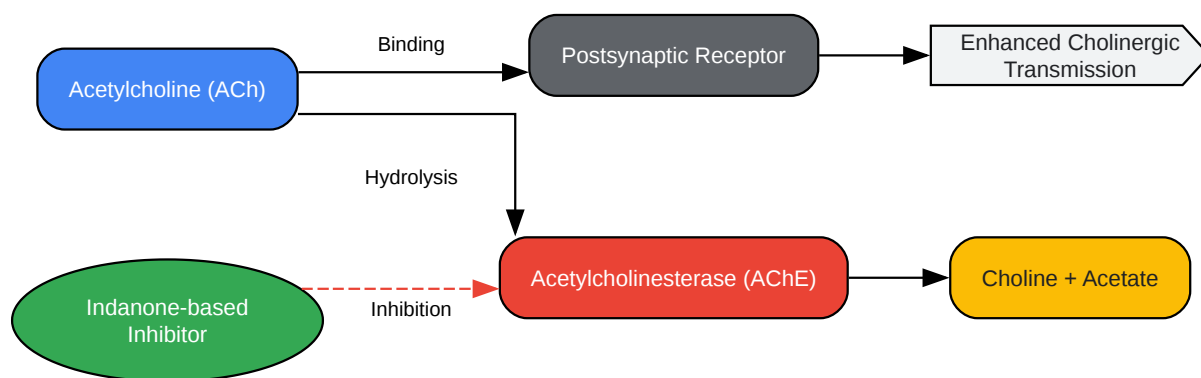 Binding
Acetylcholine (ACh)
Postsynaptic Receptor
Enhanced Cholinergic
Transmission
Hydrolysis
Indanone-based
Inhibitor
Inhibition
Acetylcholinesterase (AChE)
Choline + Acetate